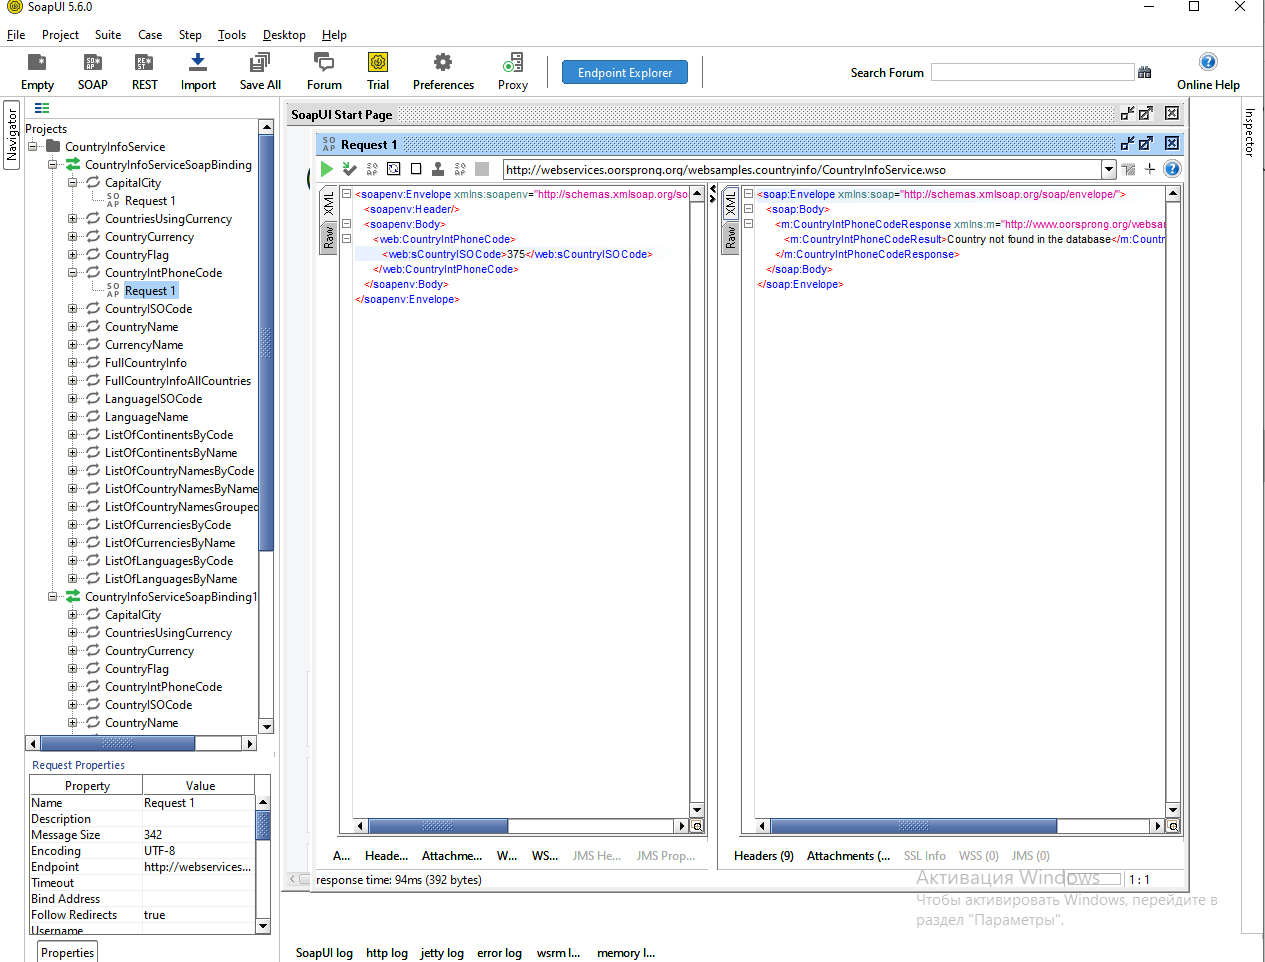 SoapUI 5.6.0
File Project Suite Case Step Tools Desktop Help
Empty SOAP REST Import Save All Forum Trial Preferences Proxy Endpoint Explorer Search Forum Online Help
Navigator
Inspector
Projects
CountryInfoService
CountryInfoServiceSoapBinding
CapitalCity
Request 1
CountriesUsingCurrency
CountryCurrency
CountryFlag
CountryIntPhoneCode
Request 1
CountryISOCode
CountryName
CurrencyName
FullCountryInfo
FullCountryInfoAllCountries
LanguageISOCode
LanguageName
ListOfContinentsByCode
ListOfContinentsByName
ListOfCountryNamesByCode
ListOfCountryNamesByName
ListOfCountryNamesGrouped
ListOfCurrenciesByCode
ListOfCurrenciesByName
ListOfLanguagesByCode
ListOfLanguagesByName
CountryInfoServiceSoapBinding1
CapitalCity
CountriesUsingCurrency
CountryCurrency
CountryFlag
CountryIntPhoneCode
CountryISOCode
CountryName
Request Properties
Property Value
Name Request 1
Description
Message Size 342
Encoding UTF-8
Endpoint http://webservices...
Timeout
Bind Address
Follow Redirects true
Username
Properties
SoapUI Start Page
Request 1
http://webservices.oorsprong.org/websamples.countryinfo/CountryInfoService.wso
XML
Raw
<soapenv:Envelope xmlns:soapenv="http://schemas.xmlsoap.org/so
<soapenv:Header/>
<soapenv:Body>
<web:CountryIntPhoneCode>
<web:sCountryISOCode>375</web:sCountryISOCode>
</web:CountryIntPhoneCode>
</soapenv:Body>
</soapenv:Envelope>
XML
Raw
<soap:Envelope xmlns:soap="http://schemas.xmlsoap.org/soap/envelope/">
<soap:Body>
<m:CountryIntPhoneCodeResponse xmlns:m="http://www.oorsprong.org/websa
<m:CountryIntPhoneCodeResult>Country not found in the database</m:Count
</m:CountryIntPhoneCodeResponse>
</soap:Body>
</soap:Envelope>
A... Heade... Attachme... W... WS... JMS He... JMS Prop...
Headers (9) Attachments (... SSL Info WSS (0) JMS (0)
response time: 94ms (392 bytes)
1 : 1
Активация Windows
Чтобы активировать Windows, перейдите в
раздел "Параметры".
SoapUI log http log jetty log error log wsrm l... memory l...